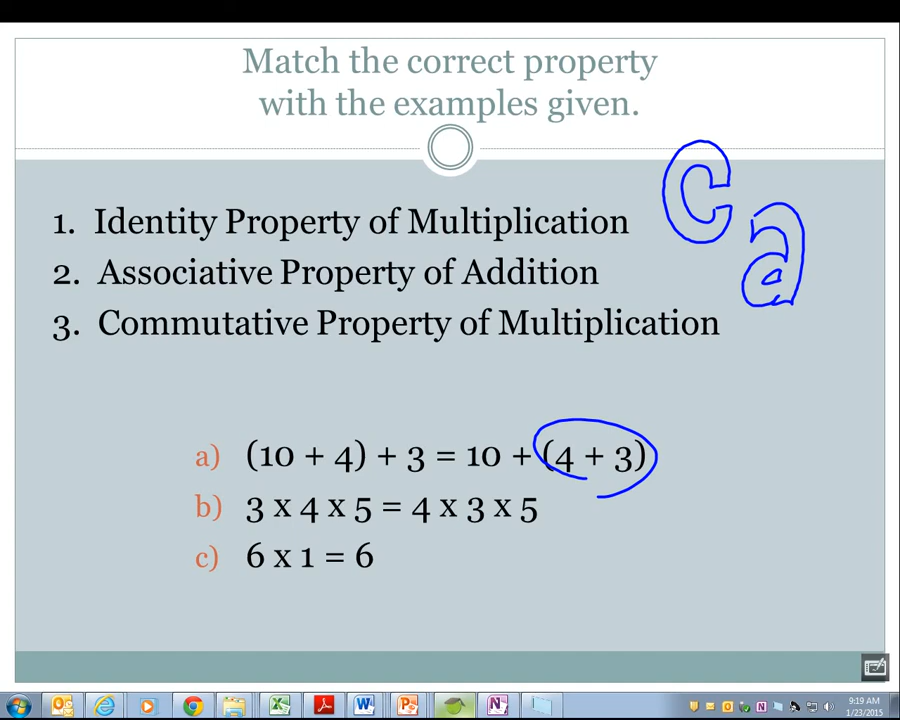 Match the correct property
with the examples given.
1. Identity Property of Multiplication C
2. Associative Property of Addition a
3. Commutative Property of Multiplication
a) (10 + 4) + 3 = 10 + (4 + 3)
b) 3 x 4 x 5 = 4 x 3 x 5
c) 6 x 1 = 6
9:19 AM
1/23/2015